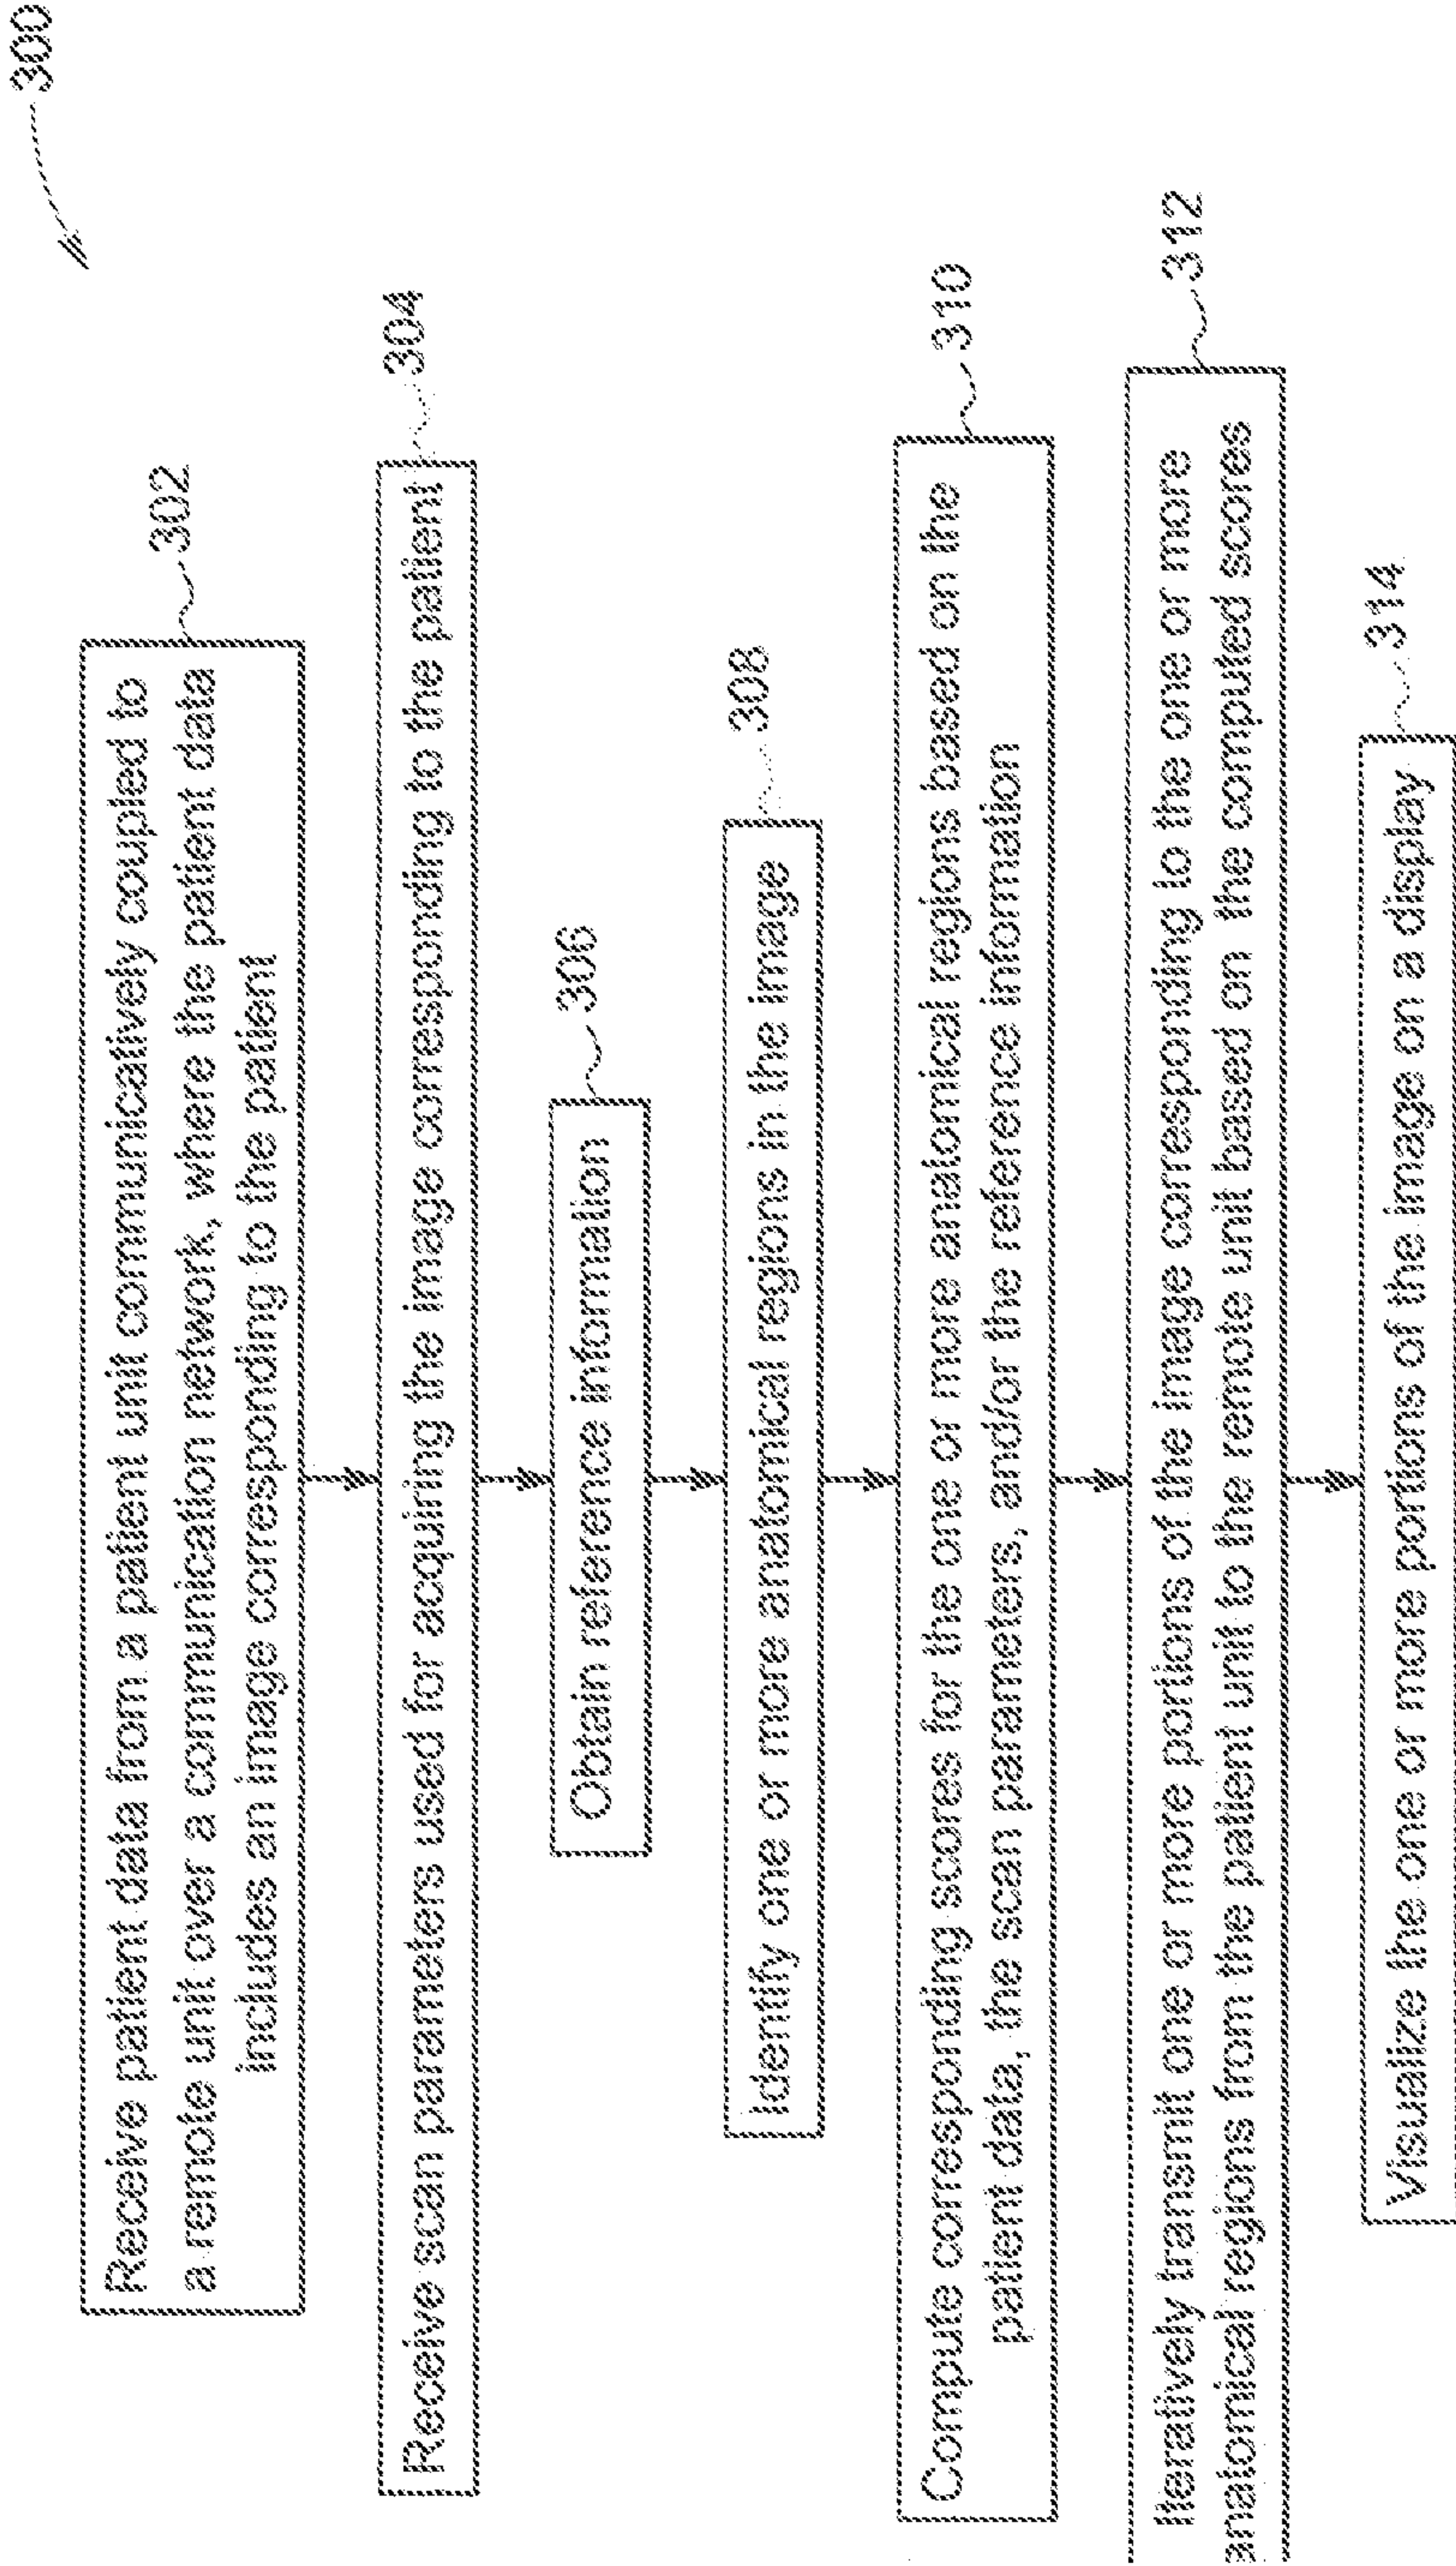 300
Receive patient data from a patient unit communicatively coupled to
a remote unit over a communication network, where the patient data
includes an image corresponding to the patient
302
Receive scan parameters used for acquiring the image corresponding to the patient
304
Obtain reference information
306
Identify one or more anatomical regions in the image
308
Compute corresponding scores for the one or more anatomical regions based on the
patient data, the scan parameters, and/or the reference information
310
Iteratively transmit one or more portions of the image corresponding to the one or more
anatomical regions from the patient unit to the remote unit based on the computed scores
312
Visualize the one or more portions of the image on a display
314